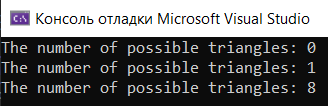 Консоль отладки Microsoft Visual Studio
The number of possible triangles: 0
The number of possible triangles: 1
The number of possible triangles: 8